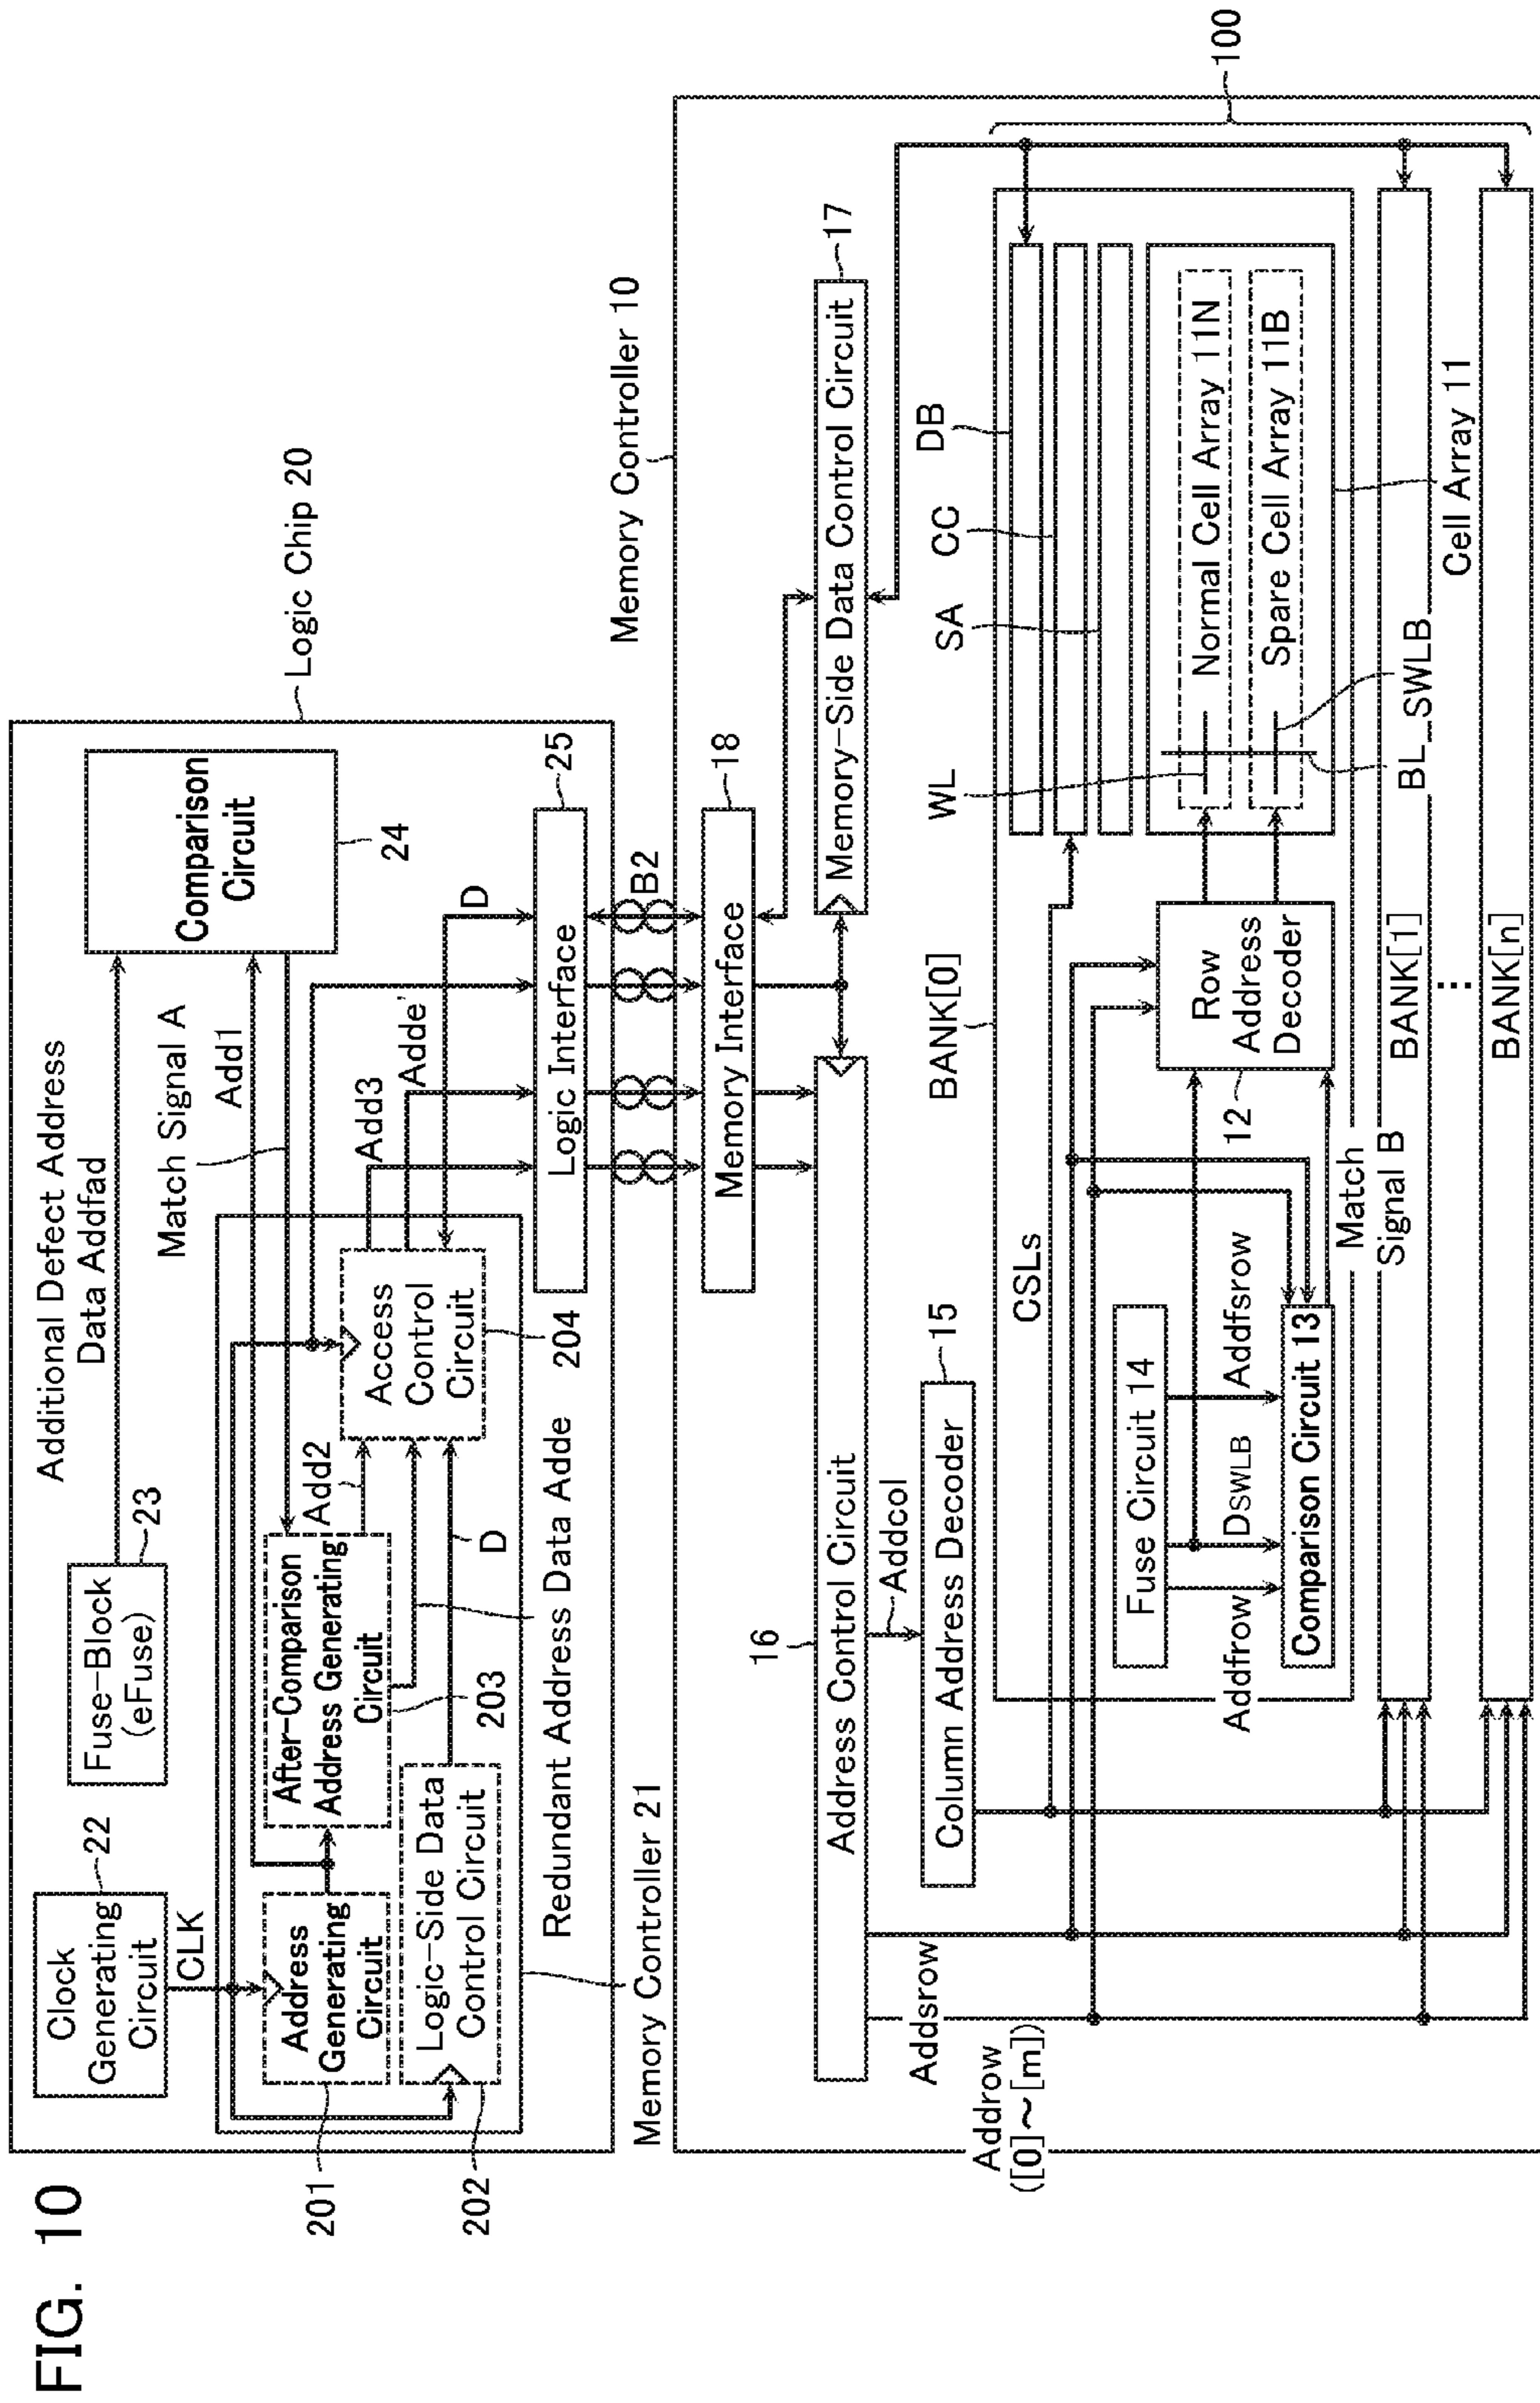 FIG. 10
Logic Chip 20
Clock
Generating
Circuit
22
CLK
Fuse-Block
(eFuse)
23
Additional Defect Address
Data Addfad
Match Signal A
Add1
Comparison
Circuit
24
201
Address
Generating
Circuit
202
Logic-Side Data
Control Circuit
After-Comparison
Address Generating
Circuit
203
Add2
D
Redundant Address Data Adde
Access
Control
Circuit
204
Add3
Adde'
D
Logic Interface
25
B2
Memory Controller 21
Memory Controller 10
Memory Interface
18
16
Address Control Circuit
Memory-Side Data Control Circuit
17
Addcol
Column Address Decoder
15
Addsrow
Addrow
([0]~[m])
BANK[0]
CSLs
WL
SA
CC
DB
100
Fuse Circuit 14
Addfrow
DSWLB
Addfsrow
Comparison Circuit 13
Match
Signal B
12
Row
Address
Decoder
Normal Cell Array 11N
Spare Cell Array 11B
BL
SWLB
Cell Array 11
BANK[1]
...
BANK[n]